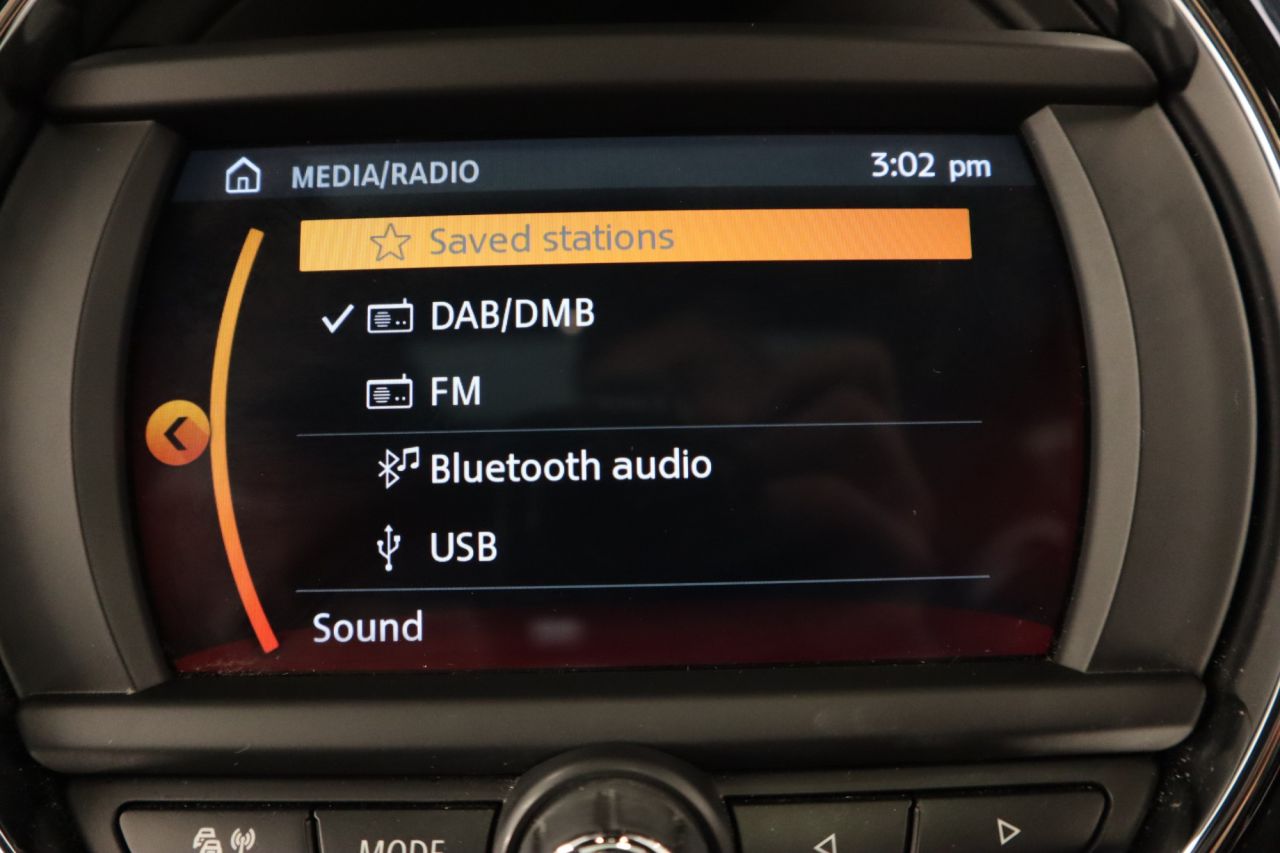 MEDIA/RADIO 3:02 pm
Saved stations
DAB/DMB
FM
Bluetooth audio
USB
Sound
MODE